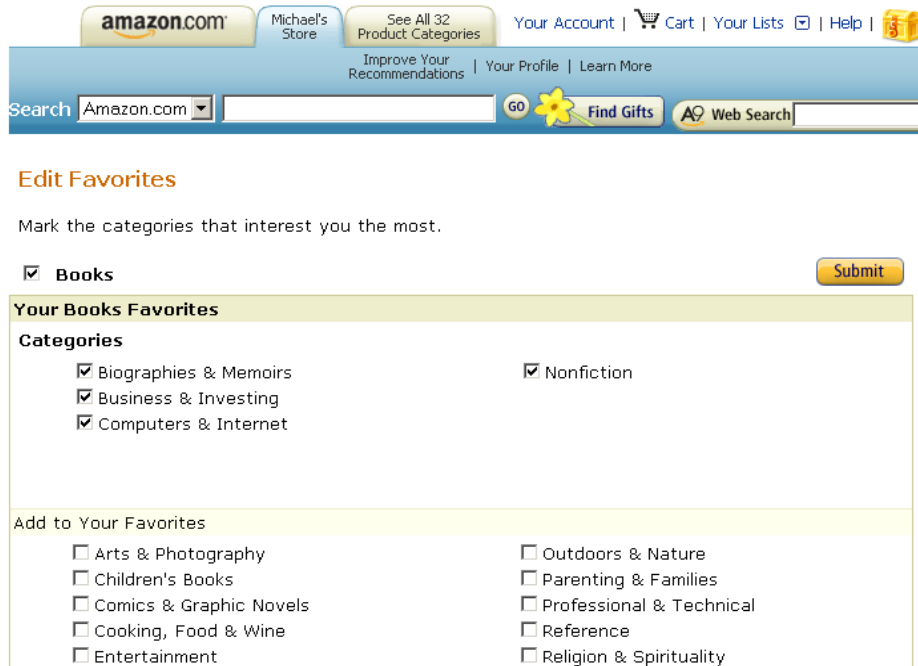 amazon.com
Michael's
Store
See All 32
Product Categories
Your Account | Cart | Your Lists | Help |
Improve Your
Recommendations | Your Profile | Learn More
Search Amazon.com GO Find Gifts A9 Web Search
Edit Favorites
Mark the categories that interest you the most.
Books Submit
Your Books Favorites
Categories
Biographies & Memoirs Nonfiction
Business & Investing
Computers & Internet
Add to Your Favorites
Arts & Photography Outdoors & Nature
Children's Books Parenting & Families
Comics & Graphic Novels Professional & Technical
Cooking, Food & Wine Reference
Entertainment Religion & Spirituality